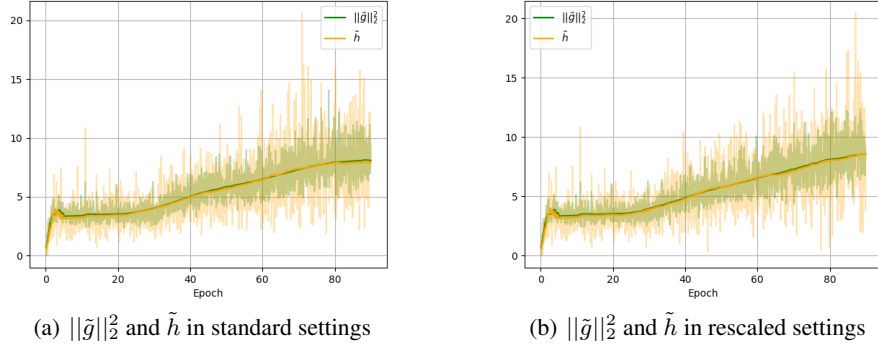 ||g̃||₂²
h̃
20
15
10
5
0
0 20 40 60 80
Epoch
||g̃||₂²
h̃
20
15
10
5
0
0 20 40 60 80
Epoch
(a) ||g̃||₂² and h̃ in standard settings
(b) ||g̃||₂² and h̃ in rescaled settings